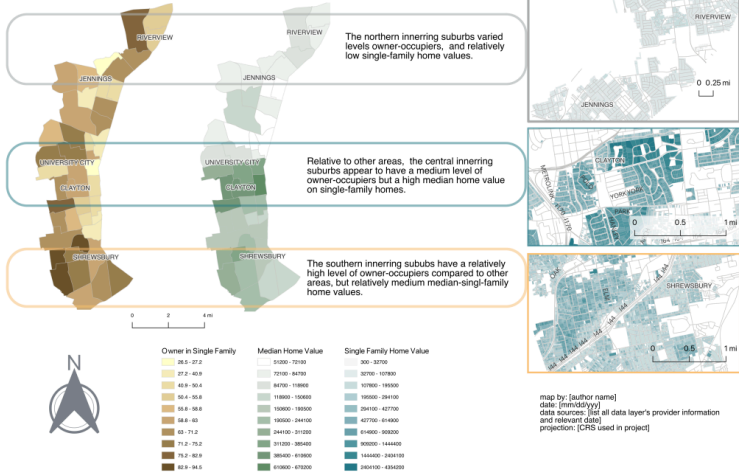 RIVERVIEW
JENNINGS
UNIVERSITY CITY
CLAYTON
SHREWSBURY
RIVERVIEW
JENNINGS
UNIVERSITY CITY
CLAYTON
SHREWSBURY
The northern innerring suburbs varied
levels owner-occupiers, and relatively
low single-family home values.
Relative to other areas, the central innerring
suburbs appear to have a medium level of
owner-occupiers but a high median home value
on single-family homes.
The southern innerring sububs have a relatively
high level of owner-occupiers compared to other
areas, but relatively medium median-singl-family
home values.
0 2 4 mi
RIVERVIEW
JENNINGS
0 0.25 mi
CLAYTON
YORKWORK
PARK
0 0.5 1 mi
I44 I44
SHREWSBURY
I44 I44 I44 I44
0 0.5 1 mi
N
Owner in Single Family
26.5 - 27.2
27.2 - 40.9
40.9 - 50.4
50.4 - 55.8
55.8 - 58.8
58.8 - 63
63 - 71.2
71.2 - 75.2
75.2 - 82.9
82.9 - 94.5
Median Home Value
51200 - 72100
72100 - 84700
84700 - 118900
118900 - 150600
150600 - 190500
190500 - 244100
244100 - 311200
311200 - 385400
385400 - 610600
610600 - 679200
Single Family Home Value
300 - 32700
32700 - 107800
107800 - 195500
195500 - 294100
294100 - 427700
427700 - 614900
614900 - 909200
909200 - 1444400
1444400 - 2404100
2404100 - 4354200
map by: [author name]
date: [mm/dd/yyy]
data sources: [list all data layer's provider information
and relevant date]
projection: [CRS used in project]